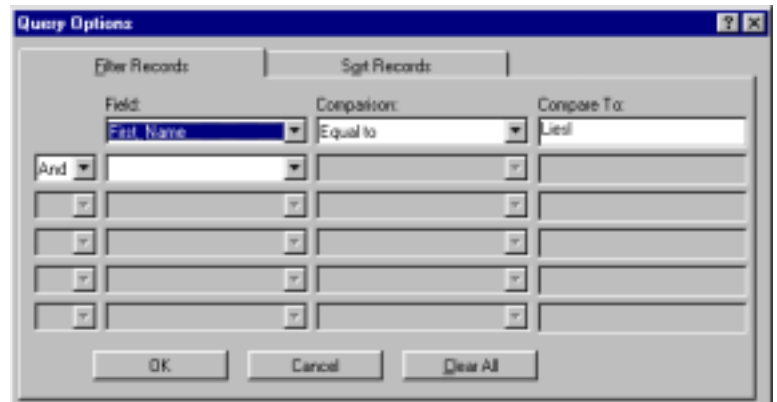 Query Options
Filter Records Sort Records
Field: Comparison: Compare To:
First_Name Equal to Liesl
And
OK Cancel Clear All